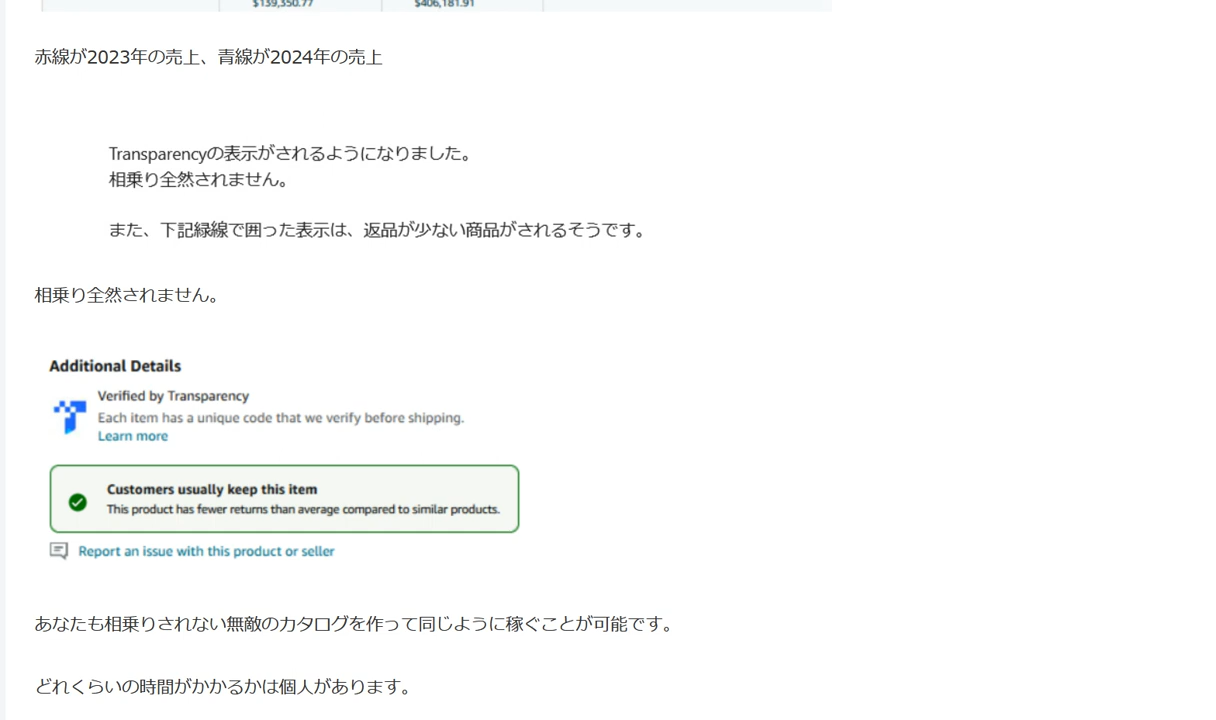 $139,350.77 $406,181.91
赤線が2023年の売上、青線が2024年の売上
Transparencyの表示がされるようになりました。
相乗り全然されません。
また、下記緑線で囲った表示は、返品が少ない商品がされるそうです。
相乗り全然されません。
Additional Details
Verified by Transparency
Each item has a unique code that we verify before shipping.
Learn more
Customers usually keep this item
This product has fewer returns than average compared to similar products.
Report an issue with this product or seller
あなたも相乗りされない無敵のカタログを作って同じように稼ぐことが可能です。
どれくらいの時間がかかるかは個人があります。